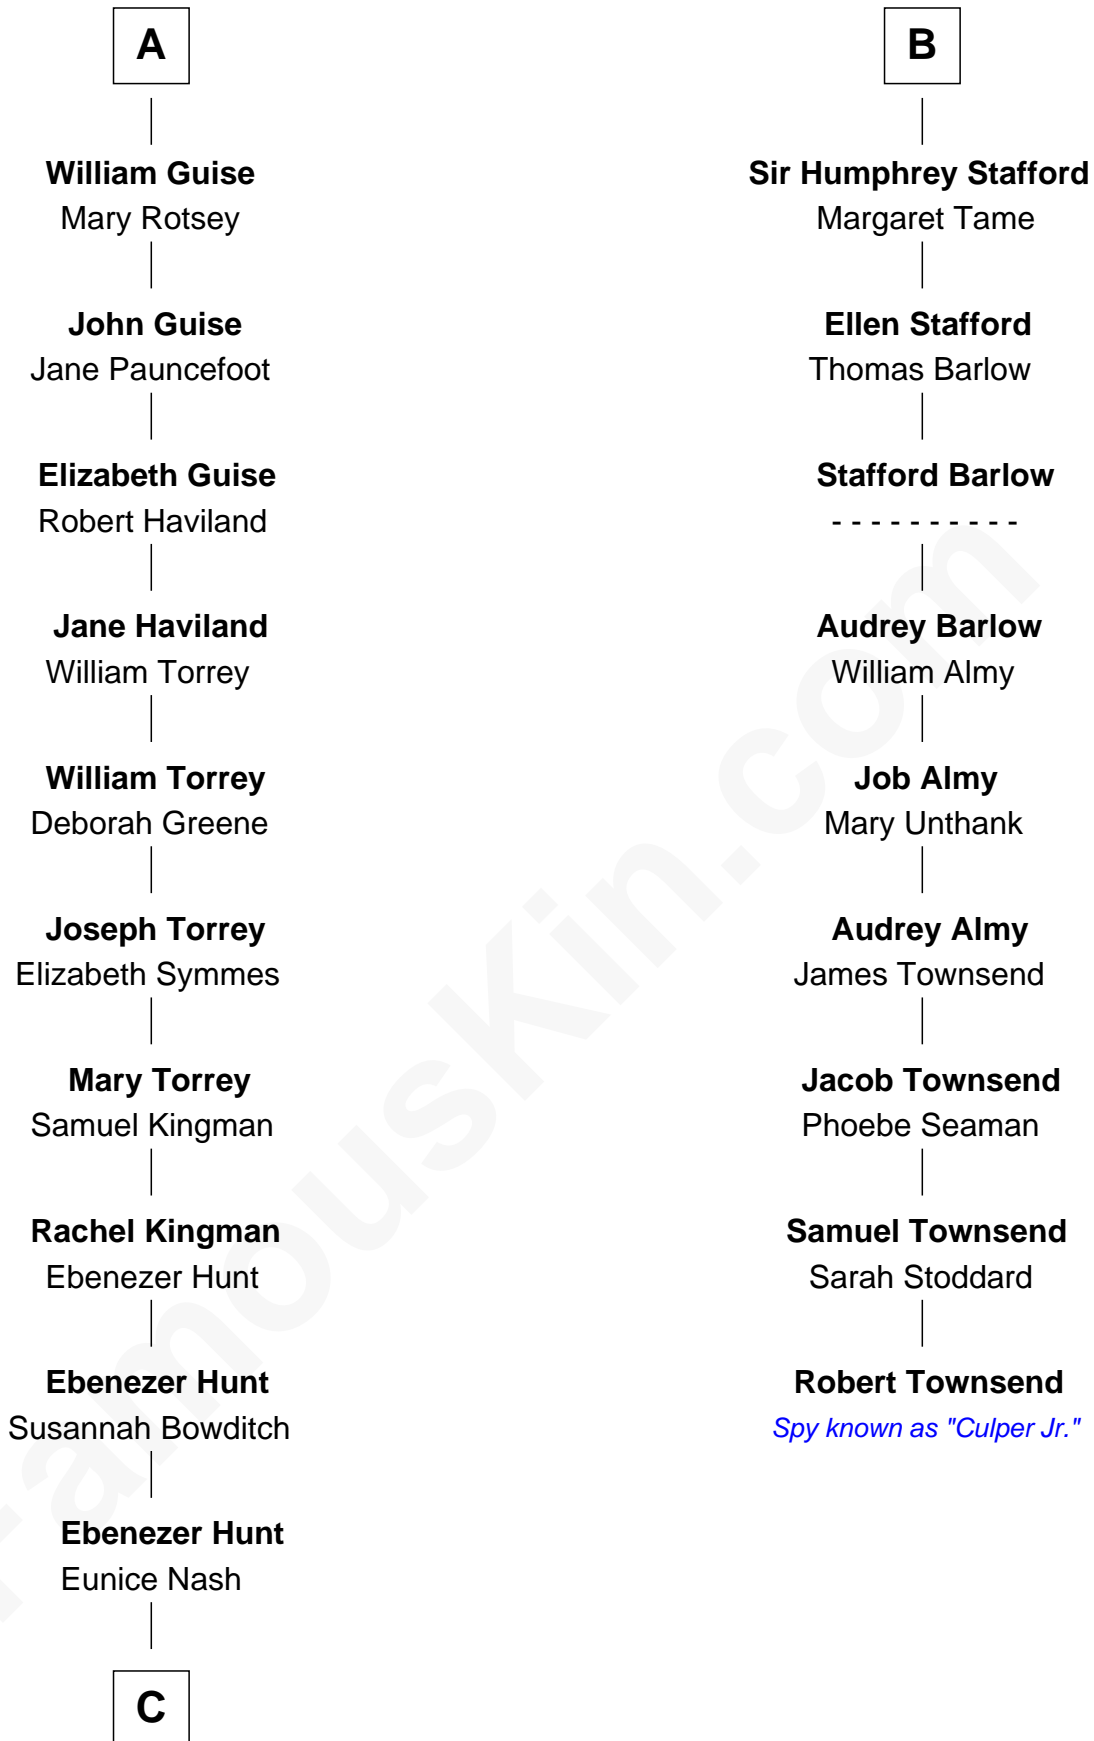 A
William Guise
Mary Rotsey
John Guise
Jane Pauncefoot
Elizabeth Guise
Robert Haviland
Jane Haviland
William Torrey
William Torrey
Deborah Greene
Joseph Torrey
Elizabeth Symmes
Mary Torrey
Samuel Kingman
Rachel Kingman
Ebenezer Hunt
Ebenezer Hunt
Susannah Bowditch
Ebenezer Hunt
Eunice Nash
C
B
Sir Humphrey Stafford
Margaret Tame
Ellen Stafford
Thomas Barlow
Stafford Barlow
- - - - - - - - - -
Audrey Barlow
William Almy
Job Almy
Mary Unthank
Audrey Almy
James Townsend
Jacob Townsend
Phoebe Seaman
Samuel Townsend
Sarah Stoddard
Robert Townsend
Spy known as "Culper Jr."
FamousKin.com